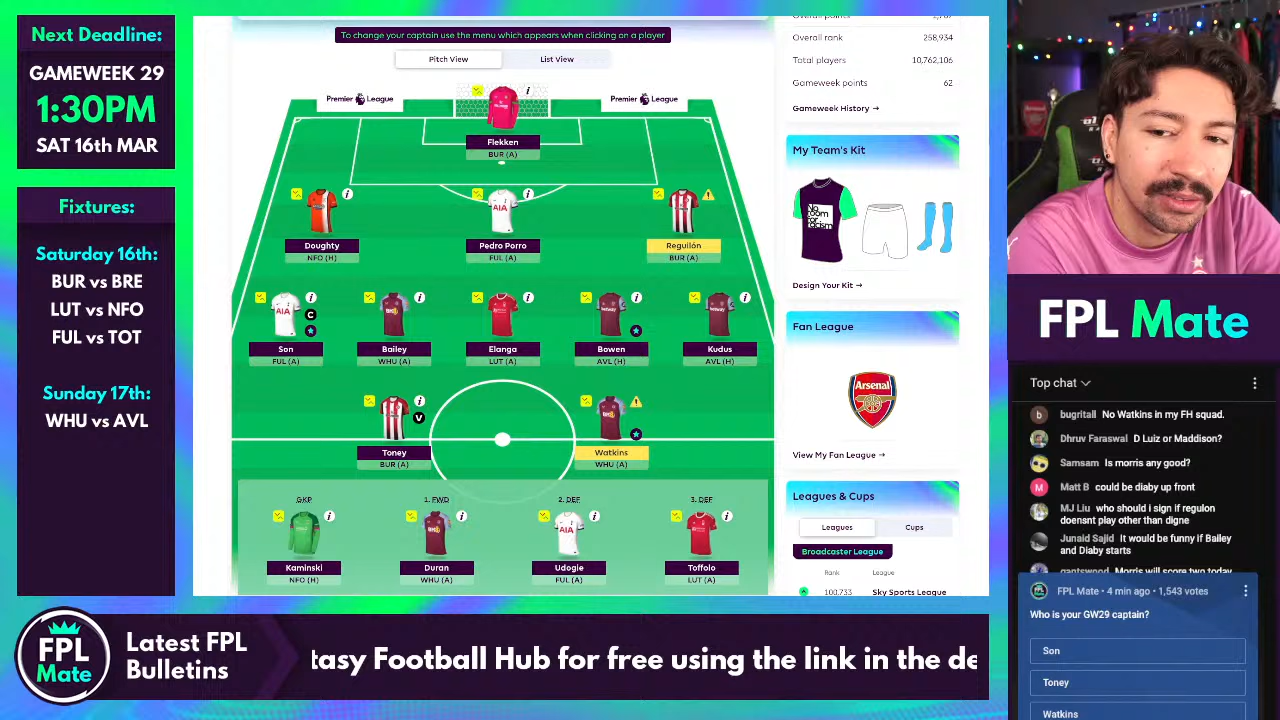 Next Deadline:
GAMEWEEK 29
1:30PM
SAT 16th MAR
Fixtures:
Saturday 16th:
BUR vs BRE
LUT vs NFO
FUL vs TOT
Sunday 17th:
WHU vs AVL
To change your captain use the menu which appears when clicking on a player
Pitch View
List View
Premier League
Premier League
Flekken
BUR (A)
AIA
Doughty
NFO (H)
Pedro Porro
FUL (A)
Reguilón
BUR (A)
AIA
C
Son
FUL (A)
Bailey
WHU (A)
Elanga
LUT (A)
Bowen
AVL (H)
Kudus
AVL (H)
V
Toney
BUR (A)
Watkins
WHU (A)
GKP
1. FWD
2. DEF
3. DEF
AIA
Kaminski
NFO (H)
Duran
WHU (A)
Udogie
FUL (A)
Toffolo
LUT (A)
Overall rank
258,934
Total players
10,762,106
Gameweek points
62
Gameweek History →
My Team's Kit
No room for racism
Design Your Kit →
Fan League
Arsenal
View My Fan League →
Leagues & Cups
Leagues
Cups
Broadcaster League
Rank
League
100,733
Sky Sports League
FPL Mate
Top chat
b
bugritall No Watkins in my FH squad.
Dhruv Faraswal D Luiz or Maddison?
Samsam Is morris any good?
M
Matt B could be diaby up front
MJ Liu who should i sign if regulon
doensnt play other than digne
Junaid Sajid It would be funny if Bailey
and Diaby starts
FPL Mate • 4 min ago • 1,543 votes
Who is your GW29 captain?
Son
Toney
Watkins
FPL
Mate
Latest FPL
Bulletins
tasy Football Hub for free using the link in the de